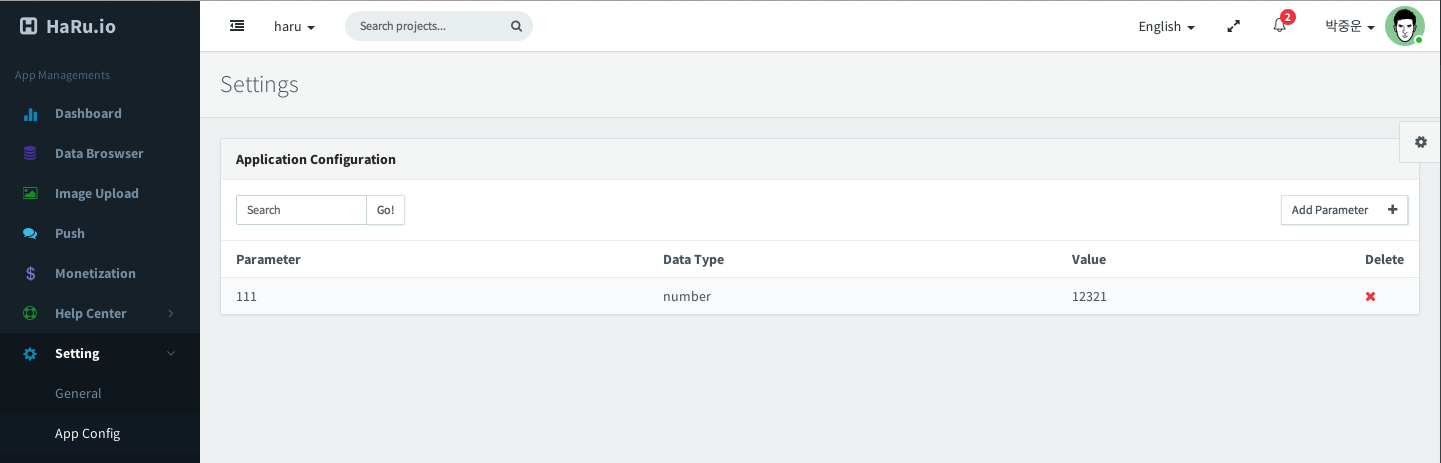 HaRu.io
haru
Search projects...
English
2
박중운
App Managements
Dashboard
Data Broswser
Image Upload
Push
Monetization
Help Center
Setting
General
App Config
Settings
Application Configuration
Search Go! Add Parameter
Parameter Data Type Value Delete
111 number 12321